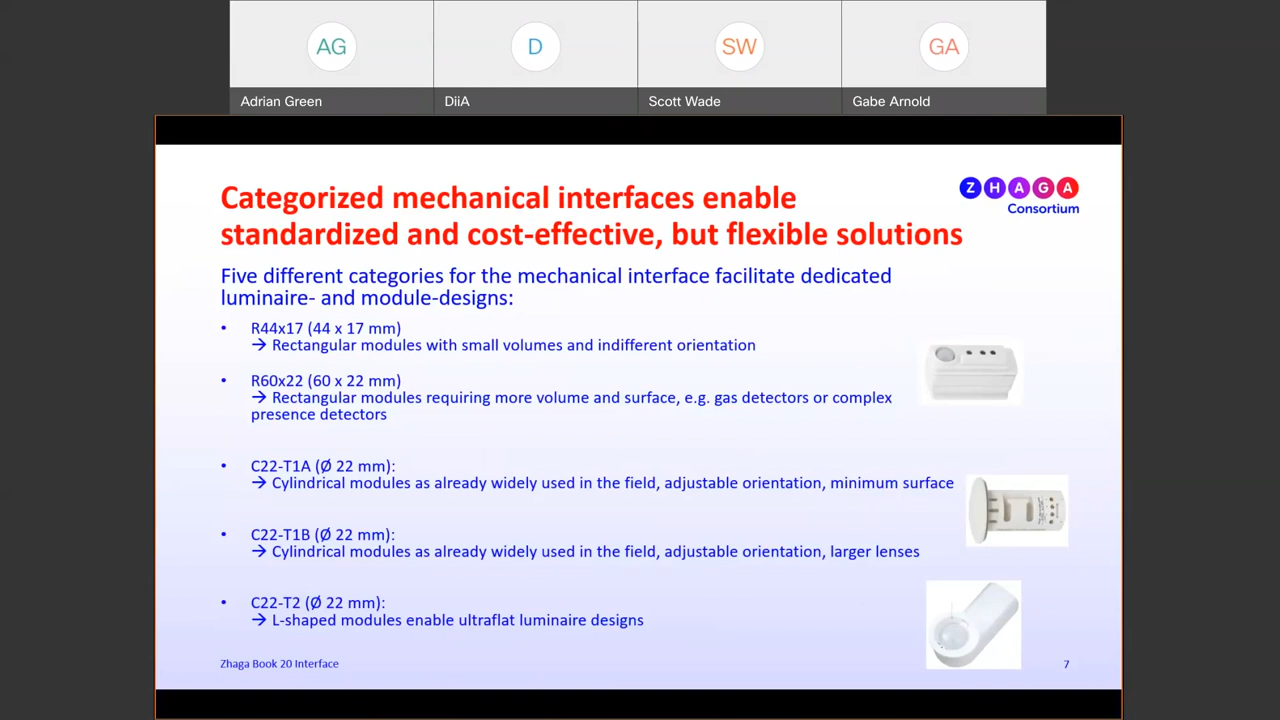 AG
D
SW
GA
Adrian Green
DiiA
Scott Wade
Gabe Arnold
Categorized mechanical interfaces enable
standardized and cost-effective, but flexible solutions
ZHAGA
Consortium
Five different categories for the mechanical interface facilitate dedicated
luminaire- and module-designs:
• R44x17 (44 x 17 mm)
→ Rectangular modules with small volumes and indifferent orientation
• R60x22 (60 x 22 mm)
→ Rectangular modules requiring more volume and surface, e.g. gas detectors or complex
presence detectors
• C22-T1A (Ø 22 mm):
→ Cylindrical modules as already widely used in the field, adjustable orientation, minimum surface
• C22-T1B (Ø 22 mm):
→ Cylindrical modules as already widely used in the field, adjustable orientation, larger lenses
• C22-T2 (Ø 22 mm):
→ L-shaped modules enable ultraflat luminaire designs
Zhaga Book 20 Interface
7